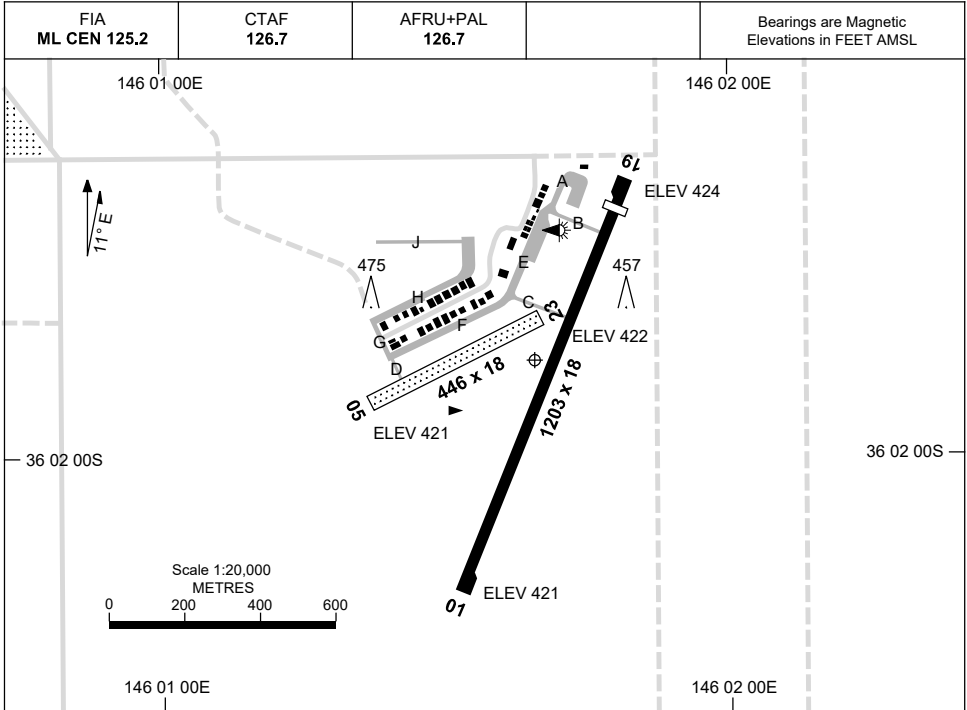 FIA
ML CEN 125.2
CTAF
126.7
AFRU+PAL
126.7
Bearings are Magnetic
Elevations in FEET AMSL
146 01 00E
146 02 00E
19
A
ELEV 424
B
11° E
J
E
475
457
H
C
23
F
G
ELEV 422
D
446 x 18
1203 x 18
05
ELEV 421
36 02 00S
36 02 00S
Scale 1:20,000
METRES
0 200 400 600
ELEV 421
01
146 01 00E
146 02 00E